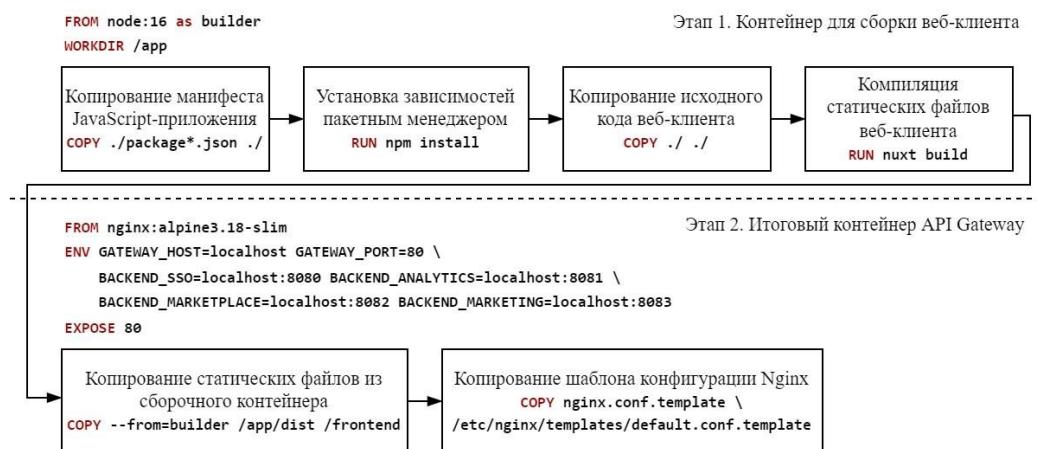 FROM node:16 as builder
Этап 1. Контейнер для сборки веб-клиента
WORKDIR /app
Копирование манифеста
JavaScript-приложения
COPY ./package*.json ./
Установка зависимостей
пакетным менеджером
RUN npm install
Копирование исходного
кода веб-клиента
COPY ./ ./
Компиляция
статических файлов
веб-клиента
RUN nuxt build
FROM nginx:alpine3.18-slim
Этап 2. Итоговый контейнер API Gateway
ENV GATEWAY_HOST=localhost GATEWAY_PORT=80 \
BACKEND_SSO=localhost:8080 BACKEND_ANALYTICS=localhost:8081 \
BACKEND_MARKETPLACE=localhost:8082 BACKEND_MARKETING=localhost:8083
EXPOSE 80
Копирование статических файлов из
сборочного контейнера
COPY --from=builder /app/dist /frontend
Копирование шаблона конфигурации Nginx
COPY nginx.conf.template \
/etc/nginx/templates/default.conf.template